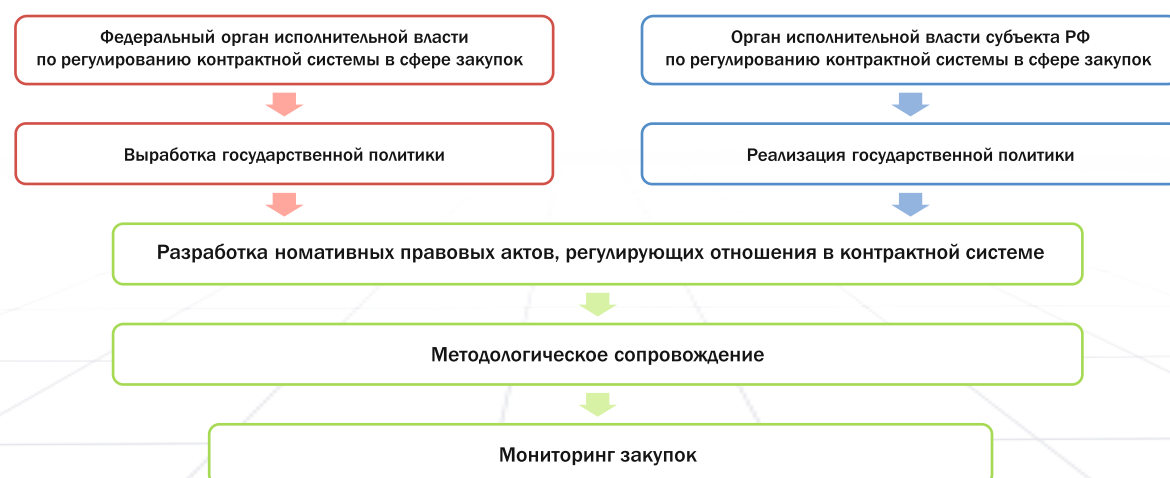 Федеральный орган исполнительной власти
по регулированию контрактной системы в сфере закупок
Орган исполнительной власти субъекта РФ
по регулированию контрактной системы в сфере закупок
Выработка государственной политики
Реализация государственной политики
Разработка номативных правовых актов, регулирующих отношения в контрактной системе
Методологическое сопровождение
Мониторинг закупок